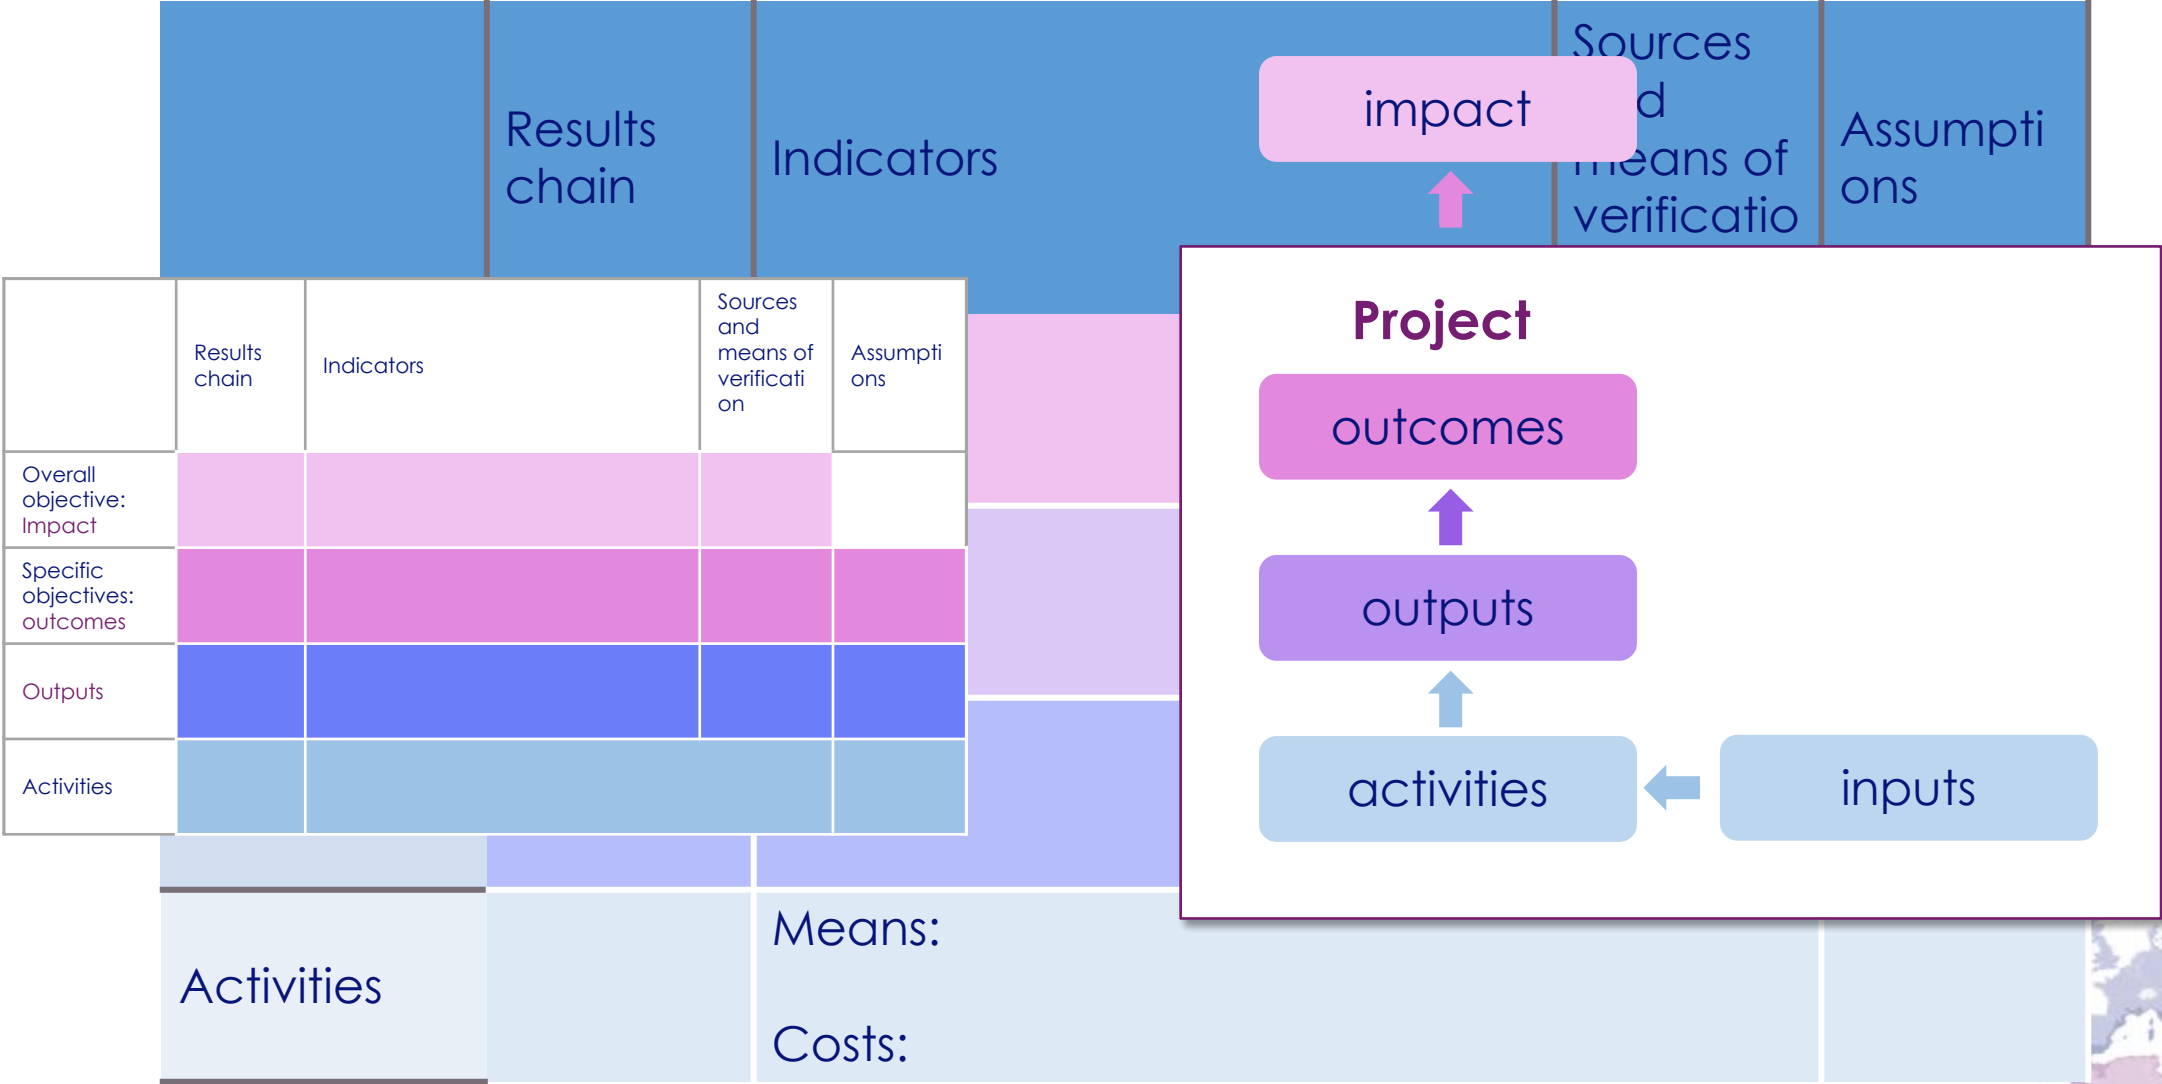 Results
chain
Indicators
Sources
d
means of
verificatio
Assumpti
ons
impact
Results
chain
Indicators
Sources
and
means of
verificati
on
Assumpti
ons
Overall
objective:
Impact
Specific
objectives:
outcomes
Outputs
Activities
Project
outcomes
outputs
activities
inputs
Activities
Means:
Costs: